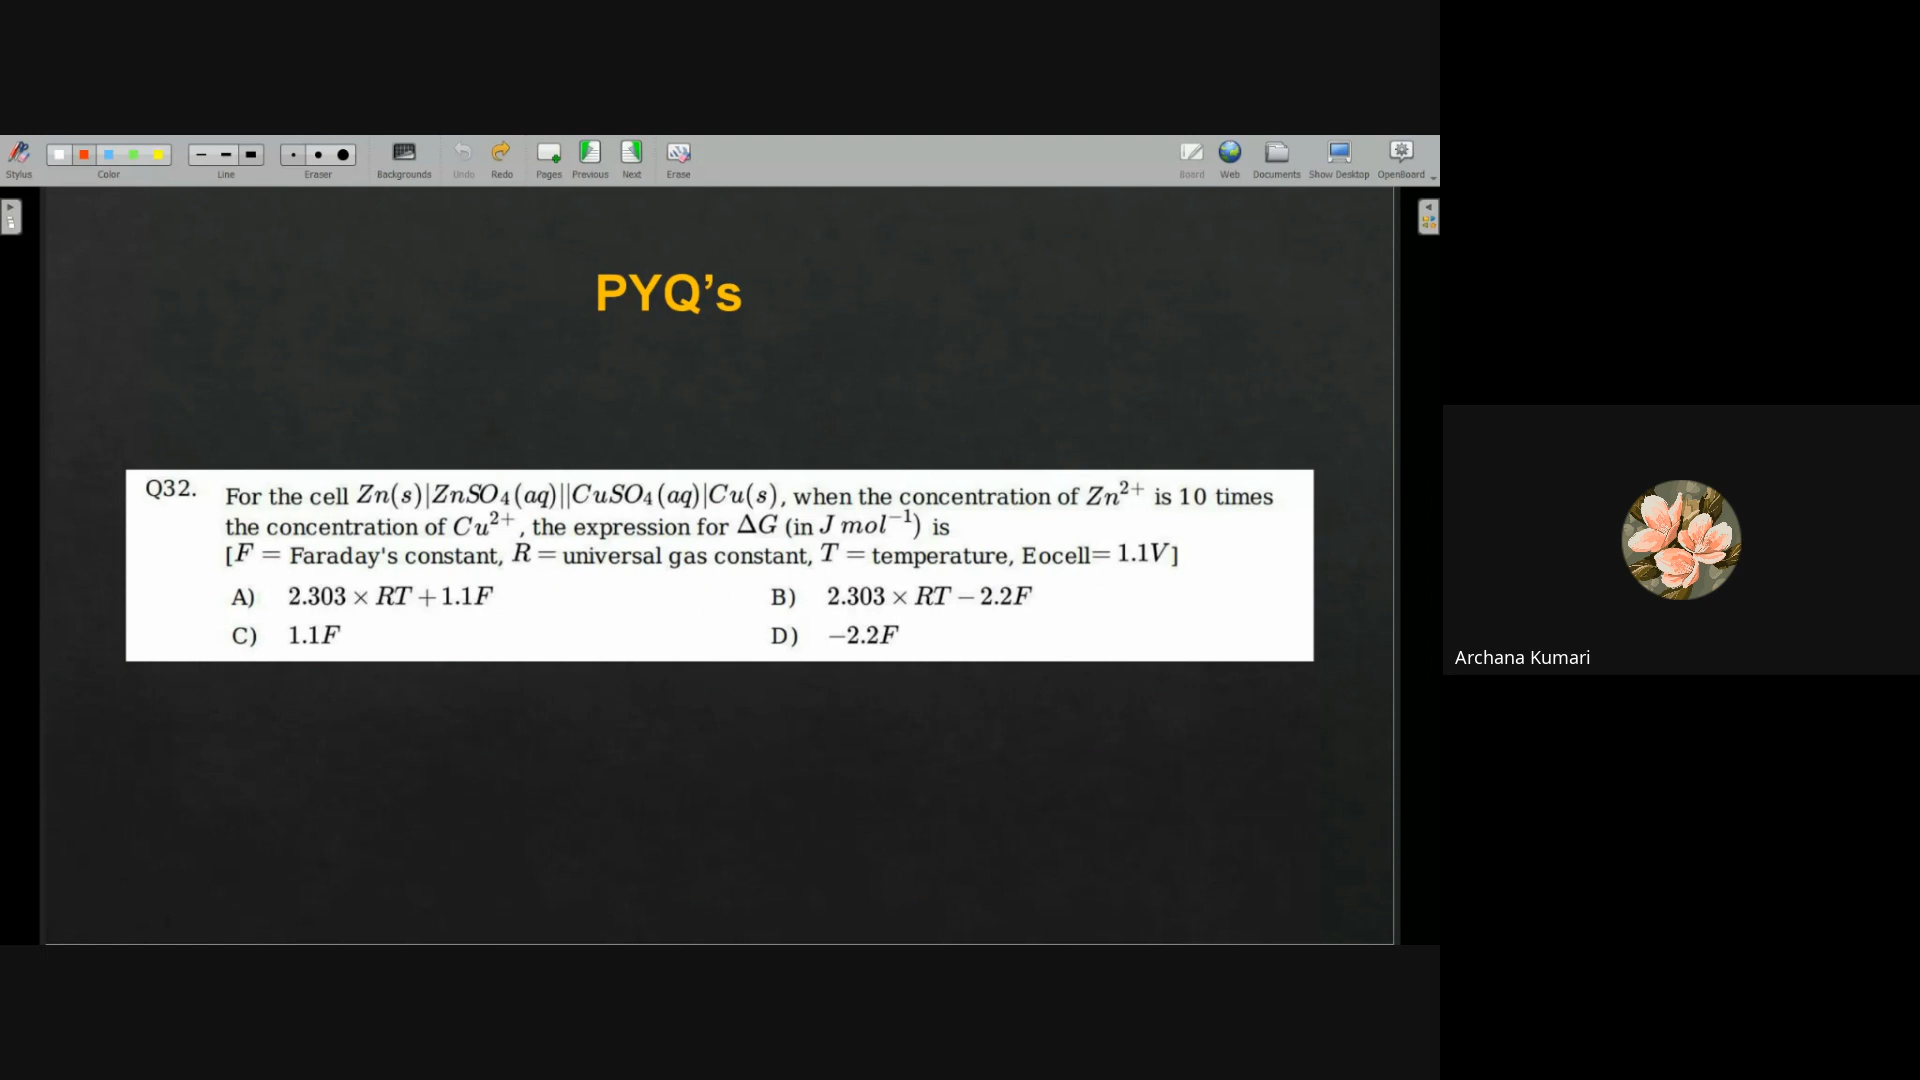 Stylus Color Line Eraser Backgrounds Undo Redo Pages Previous Next Erase Board Web Documents Show Desktop OpenBoard
PYQ’s
Q32. For the cell Zn(s)|ZnSO₄(aq)||CuSO₄(aq)|Cu(s), when the concentration of Zn²⁺ is 10 times
the concentration of Cu²⁺, the expression for ΔG (in J mol⁻¹) is
[F = Faraday's constant, R = universal gas constant, T = temperature, Eocell= 1.1V]
A) 2.303 × RT + 1.1F B) 2.303 × RT − 2.2F
C) 1.1F D) −2.2F
Archana Kumari